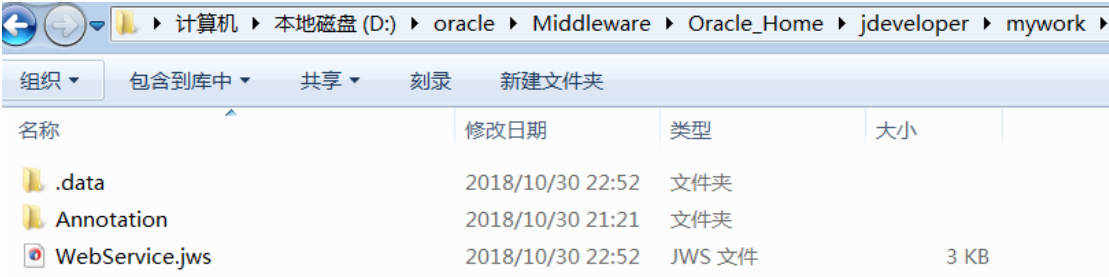 计算机 本地磁盘 (D:) oracle Middleware Oracle_Home jdeveloper mywork
组织 包含到库中 共享 刻录 新建文件夹
名称 修改日期 类型 大小
.data 2018/10/30 22:52 文件夹
Annotation 2018/10/30 21:21 文件夹
WebService.jws 2018/10/30 22:52 JWS 文件 3 KB